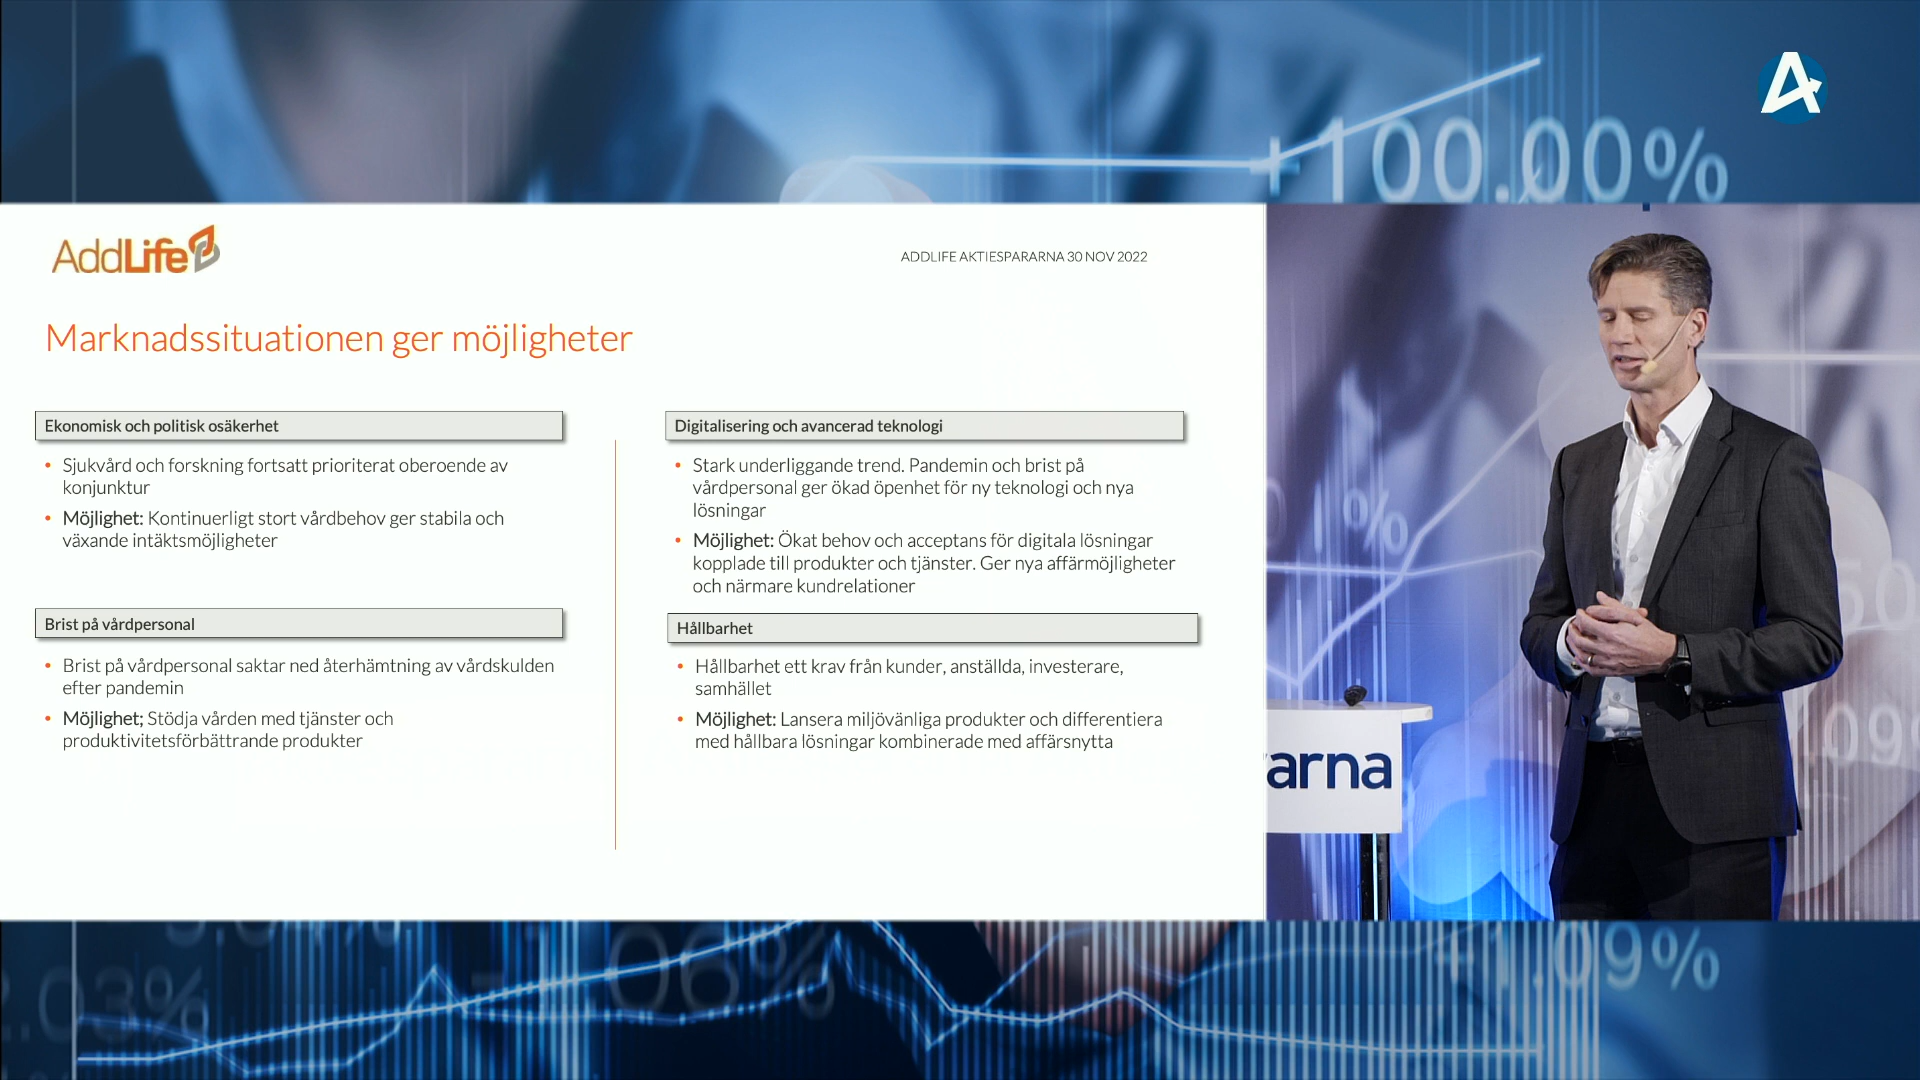 +100.00%
AddLife
ADDLIFE AKTIESPARARNA 30 NOV 2022
Marknadssituationen ger möjligheter
Ekonomisk och politisk osäkerhet
• Sjukvård och forskning fortsatt prioriterat oberoende av
konjunktur
• Möjlighet: Kontinuerligt stort vårdbehov ger stabila och
växande intäktsmöjligheter
Brist på vårdpersonal
• Brist på vårdpersonal saktar ned återhämtning av vårdskulden
efter pandemin
• Möjlighet; Stödja vården med tjänster och
produktivitetsförbättrande produkter
Digitalisering och avancerad teknologi
• Stark underliggande trend. Pandemin och brist på
vårdpersonal ger ökad öpenhet för ny teknologi och nya
lösningar
• Möjlighet: Ökat behov och acceptans för digitala lösningar
kopplade till produkter och tjänster. Ger nya affärmöjligheter
och närmare kundrelationer
Hållbarhet
• Hållbarhet ett krav från kunder, anställda, investerare,
samhället
• Möjlighet: Lansera miljövänliga produkter och differentiera
med hållbara lösningar kombinerade med affärsnytta
arna
+1.09%